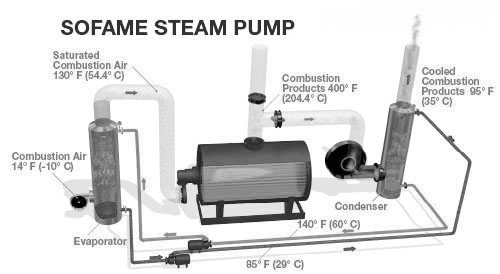 SOFAME STEAM PUMP
Saturated
Combustion Air
130° F (54.4° C)
Combustion
Products 400° F
(204.4° C)
Cooled
Combustion
Products 95° F
(35° C)
Combustion Air
14° F (-10° C)
Evaporator
Condenser
140° F (60° C)
85° F (29° C)